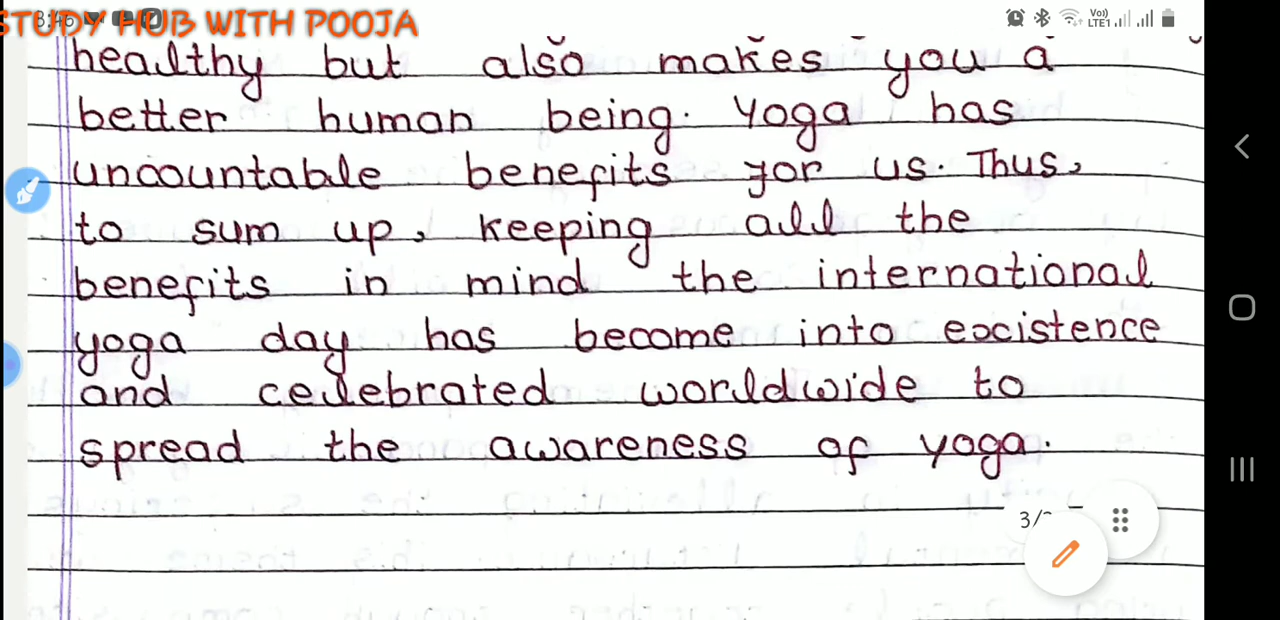 STUDY HUB WITH POOJA
healthy but also makes you a
better human being. Yoga has
uncountable benefits for us. Thus,
to sum up, keeping all the
benefits in mind the international
yoga day has become into existence
and celebrated worldwide to
spread the awareness of yoga.